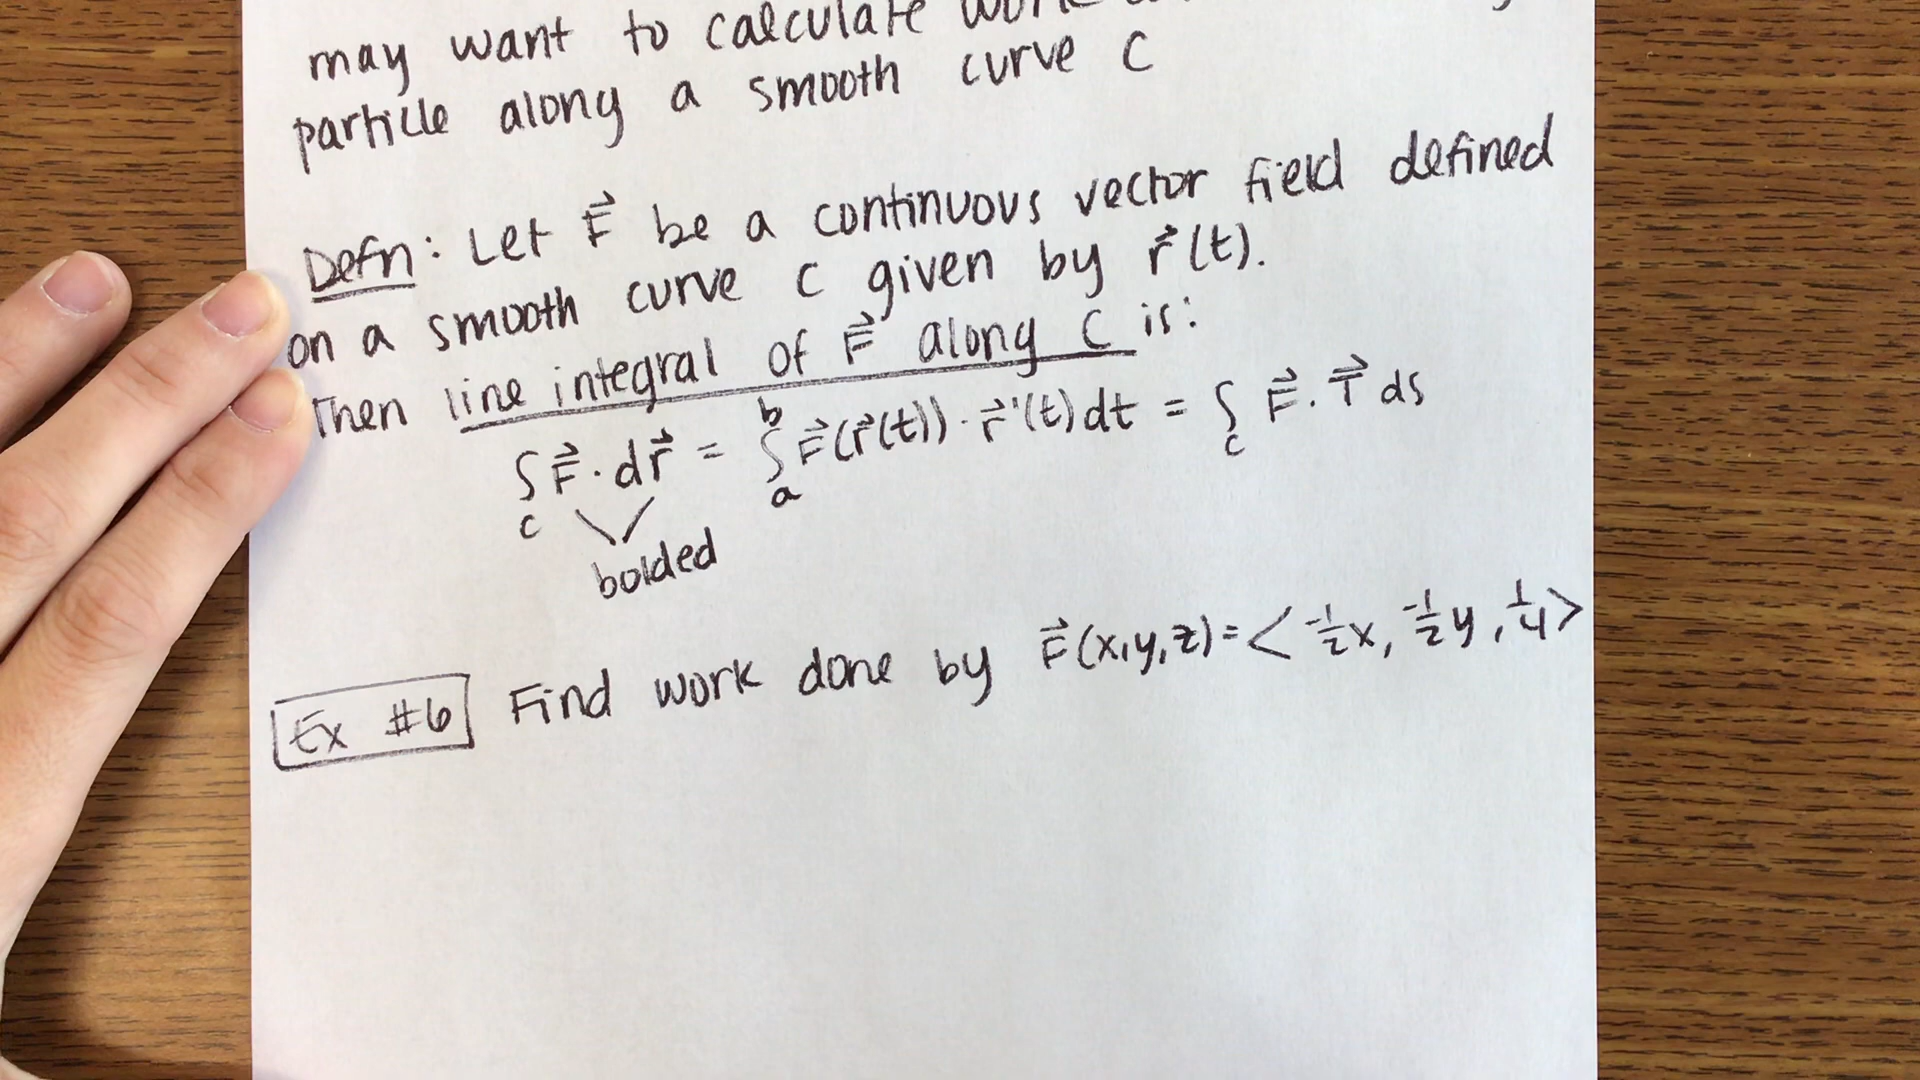 may want to calculate
particle along a smooth curve C
Defn: Let F⃗ be a continuous vector field defined
on a smooth curve C given by r⃗(t).
Then line integral of F⃗ along C is:
∫_C F⃗ · dr⃗ = ∫_a^b F⃗(r⃗(t)) · r⃗'(t) dt = ∫_C F⃗ · T⃗ ds
bolded
Ex #6 Find work done by F⃗(x,y,z) = < -1/2 x, -1/2 y, 1/4 >